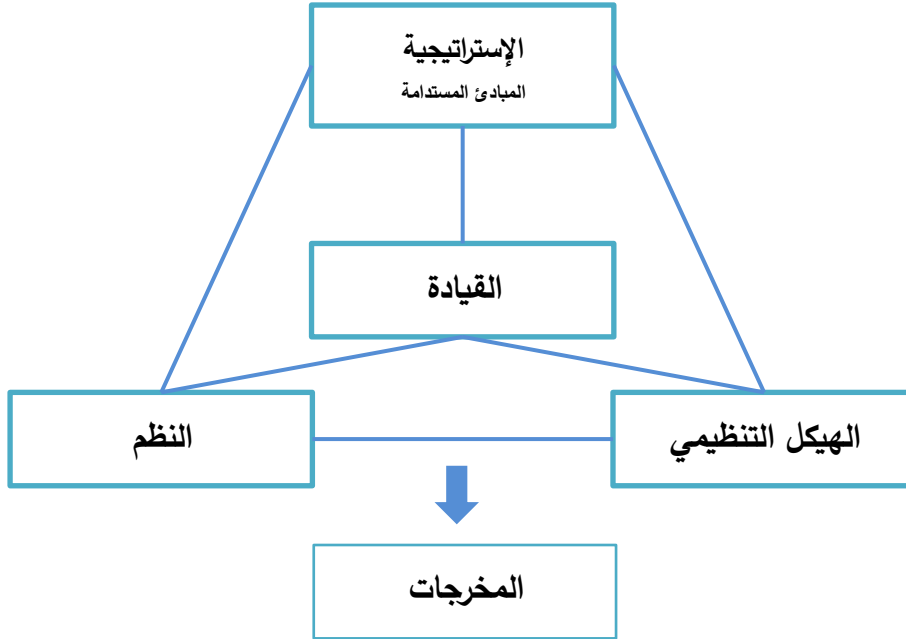 الإستراتيجية
المبادئ المستدامة
القيادة
الهيكل التنظيمي
النظم
المخرجات